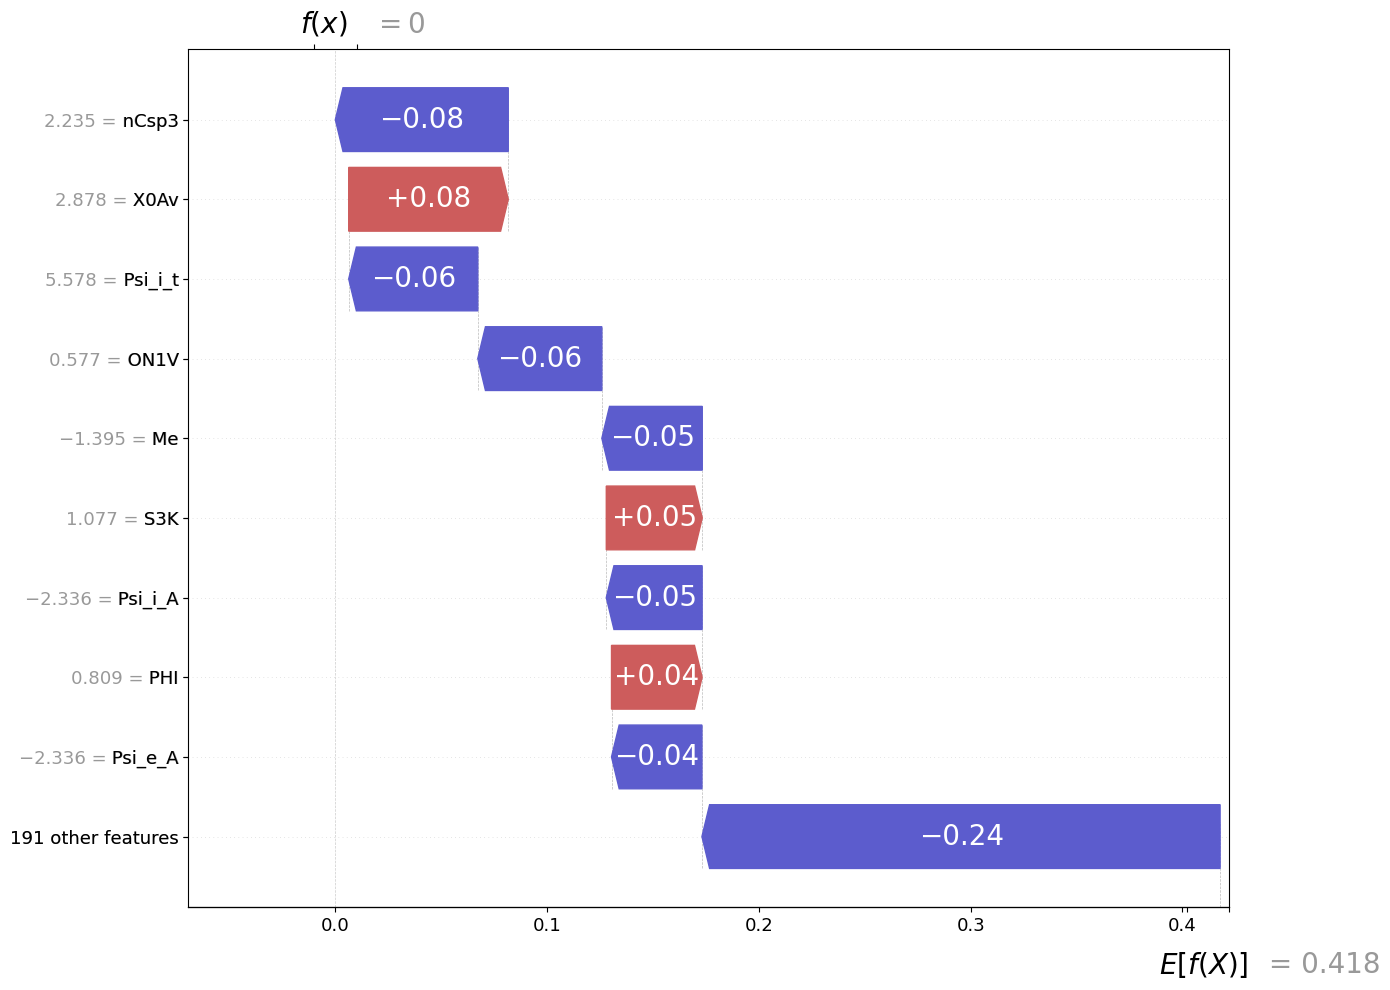 f(x) = 0
2.235 = nCsp3 −0.08
2.878 = X0Av +0.08
5.578 = Psi_i_t −0.06
0.577 = ON1V −0.06
−1.395 = Me −0.05
1.077 = S3K +0.05
−2.336 = Psi_i_A −0.05
0.809 = PHI +0.04
−2.336 = Psi_e_A −0.04
191 other features −0.24
0.0 0.1 0.2 0.3 0.4
E[f(X)] = 0.418